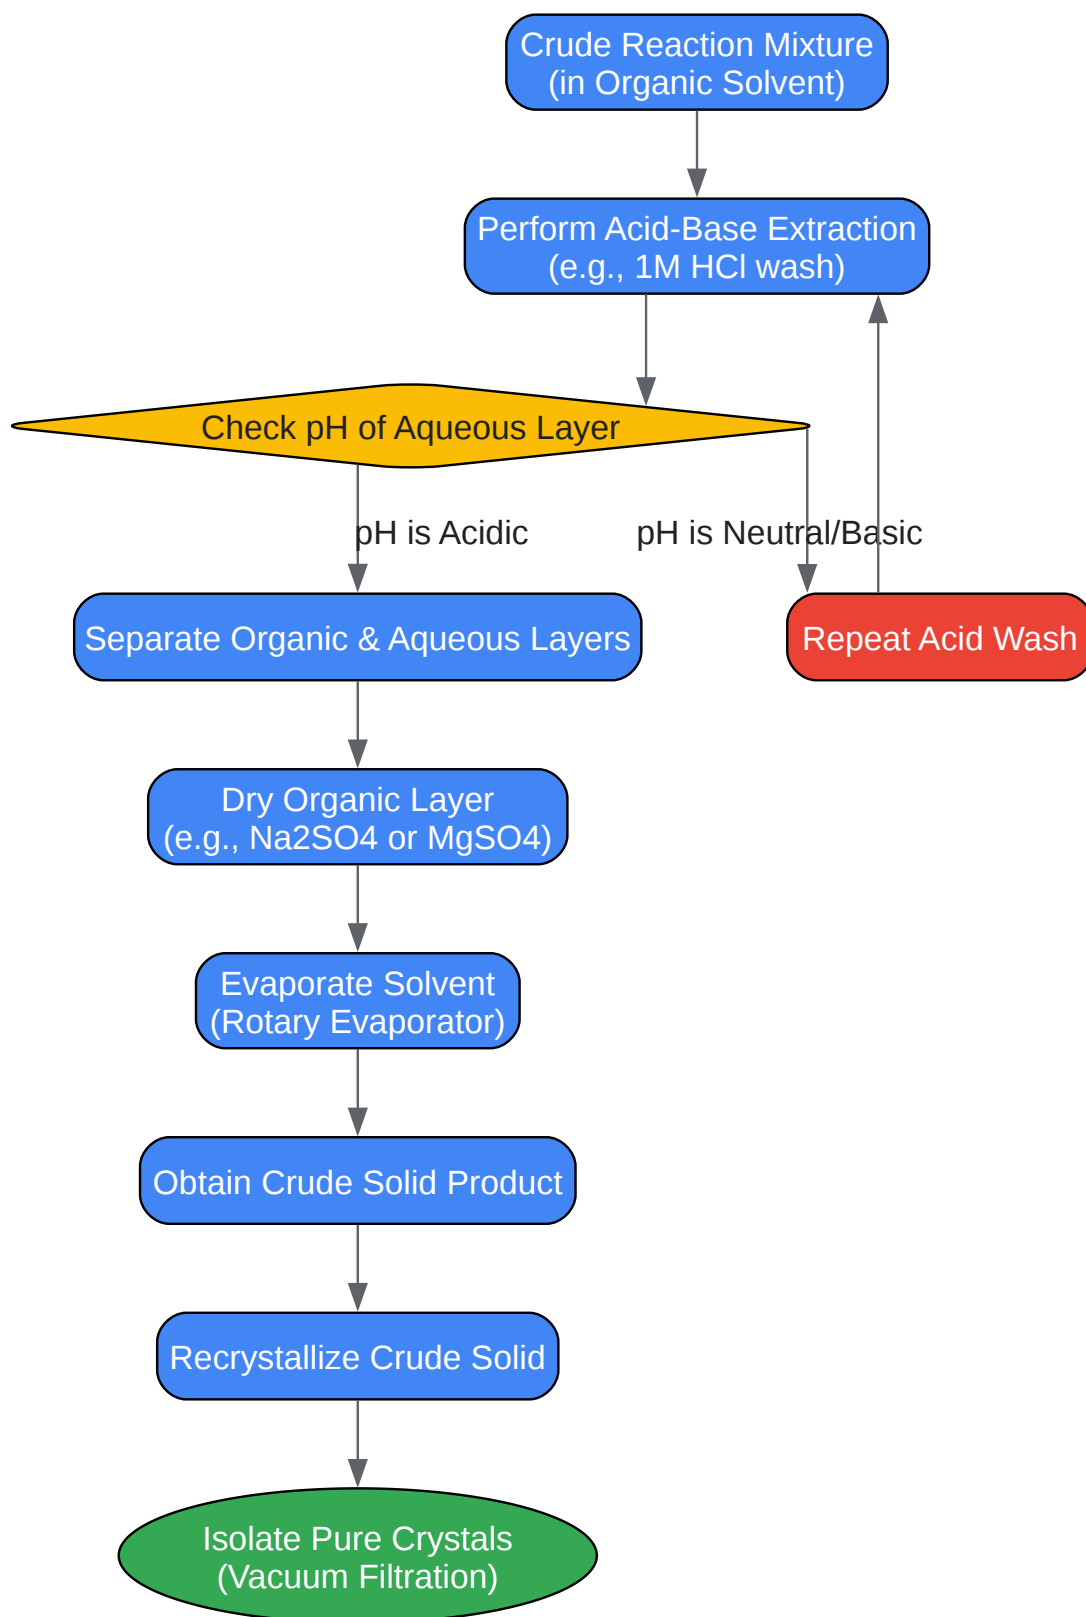 Crude Reaction Mixture
(in Organic Solvent)
Perform Acid-Base Extraction
(e.g., 1M HCl wash)
Check pH of Aqueous Layer
pH is Acidic
pH is Neutral/Basic
Separate Organic & Aqueous Layers
Repeat Acid Wash
Dry Organic Layer
(e.g., Na2SO4 or MgSO4)
Evaporate Solvent
(Rotary Evaporator)
Obtain Crude Solid Product
Recrystallize Crude Solid
Isolate Pure Crystals
(Vacuum Filtration)